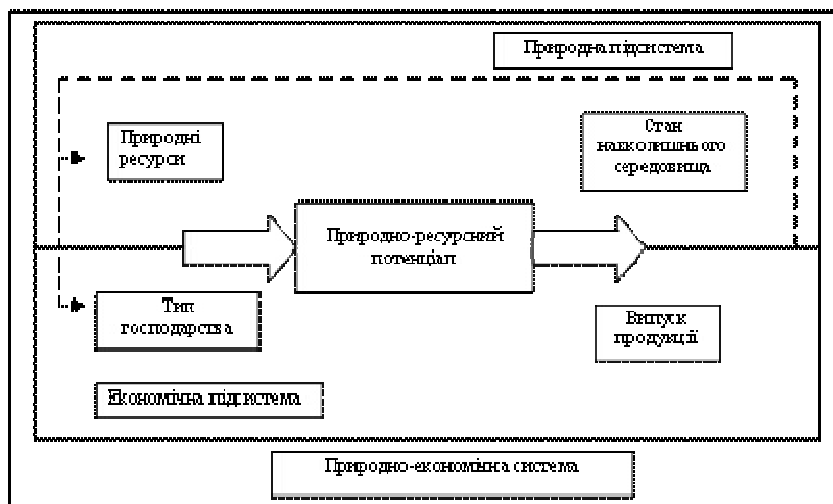 Природна підсистема
Природні
ресурси
Стан
навколишнього
середовища
Природно-ресурсний
потенціал
Тип
господарства
Випуск
продукції
Економічна підсистема
Природно-економічна система